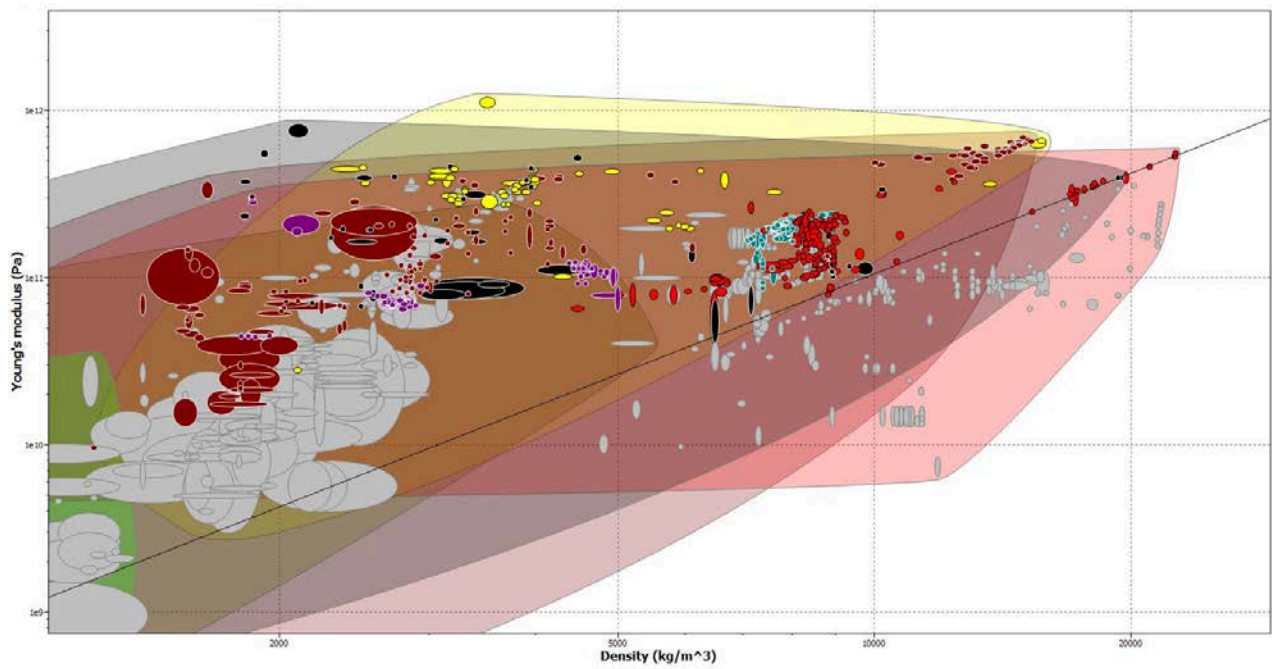 1e12
1e11
1e10
1e9
Young's modulus (Pa)
2000
5000
10000
20000
Density (kg/m^3)